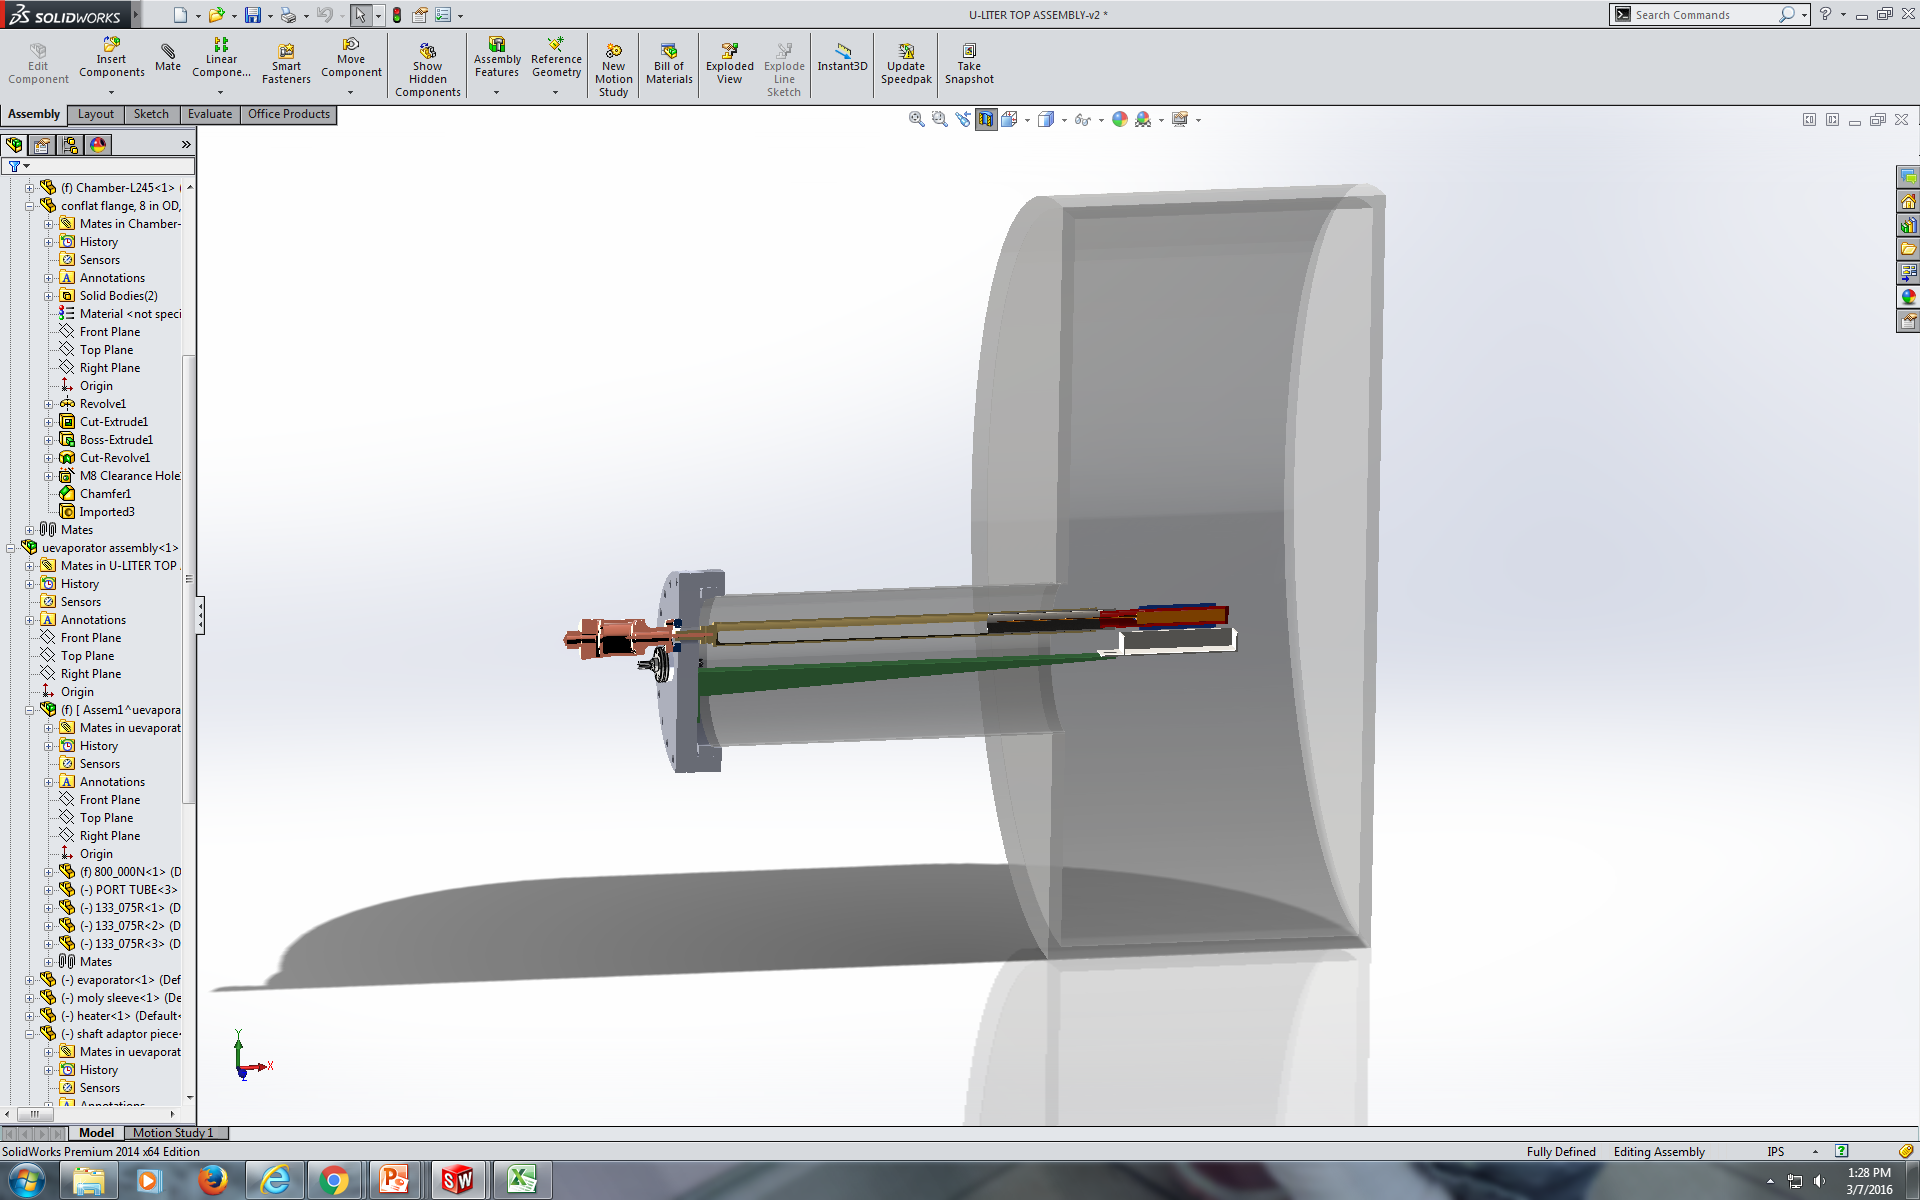 SOLIDWORKS
U-LITER TOP ASSEMBLY-v2 *
Search Commands
Edit Component
Insert Components
Mate
Linear Compone...
Smart Fasteners
Move Component
Show Hidden Components
Assembly Features
Reference Geometry
New Motion Study
Bill of Materials
Exploded View
Explode Line Sketch
Instant3D
Update Speedpak
Take Snapshot
Assembly
Layout
Sketch
Evaluate
Office Products
(f) Chamber-L245<1> (
conflat flange, 8 in OD,
Mates in Chamber-
History
Sensors
Annotations
Solid Bodies(2)
Material <not speci
Front Plane
Top Plane
Right Plane
Origin
Revolve1
Cut-Extrude1
Boss-Extrude1
Cut-Revolve1
M8 Clearance Hole
Chamfer1
Imported3
Mates
uevaporator assembly<1>
Mates in U-LITER TOP
History
Sensors
Annotations
Front Plane
Top Plane
Right Plane
Origin
(f) [ Assem1^uevapora
Mates in uevaporat
History
Sensors
Annotations
Front Plane
Top Plane
Right Plane
Origin
(f) 800_000N<1> (D
(-) PORT TUBE<3>
(-) 133_075R<1> (D
(-) 133_075R<2> (D
(-) 133_075R<3> (D
Mates
(-) evaporator<1> (Def
(-) moly sleeve<1> (De
(-) heater<1> (Default<
(-) shaft adaptor piece<
Mates in uevaporat
History
Sensors
Annotations
Y
X
Z
Model
Motion Study 1
SolidWorks Premium 2014 x64 Edition
Fully Defined
Editing Assembly
IPS
1:28 PM
3/7/2016